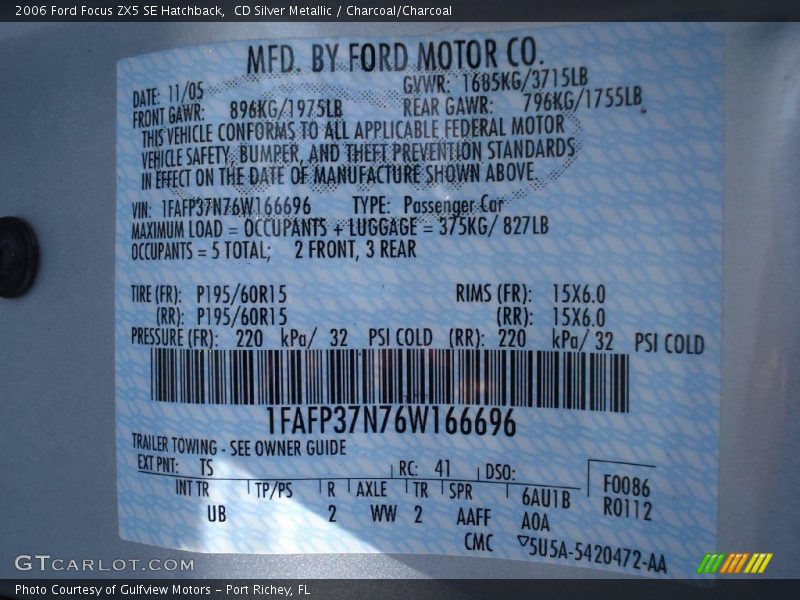 2006 Ford Focus ZX5 SE Hatchback,  CD Silver Metallic / Charcoal/Charcoal
MFD. BY FORD MOTOR CO.
DATE: 11/05 GVWR: 1685KG/3715LB
FRONT GAWR: 896KG/1975LB REAR GAWR: 796KG/1755LB
THIS VEHICLE CONFORMS TO ALL APPLICABLE FEDERAL MOTOR
VEHICLE SAFETY, BUMPER, AND THEFT PREVENTION STANDARDS
IN EFFECT ON THE DATE OF MANUFACTURE SHOWN ABOVE.
VIN: 1FAFP37N76W166696 TYPE: Passenger Car
MAXIMUM LOAD = OCCUPANTS + LUGGAGE = 375KG/ 827LB
OCCUPANTS = 5 TOTAL; 2 FRONT, 3 REAR
TIRE (FR): P195/60R15 RIMS (FR): 15X6.0
(RR): P195/60R15 (RR): 15X6.0
PRESSURE (FR): 220 kPa/ 32 PSI COLD (RR): 220 kPa/ 32 PSI COLD
1FAFP37N76W166696
TRAILER TOWING - SEE OWNER GUIDE
EXT PNT: TS RC: 41 DSO: F0086
INT TR TP/PS R AXLE TR SPR 6AU1B R0112
UB 2 WW 2 AAFF AOA
CMC ▽5U5A-5420472-AA
GTCARLOT.COM
Photo Courtesy of Gulfview Motors – Port Richey, FL